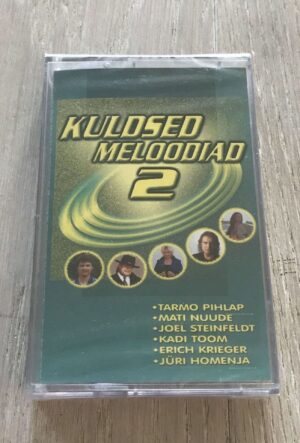 KULDSED
MELOODIAD
2
•TARMO PIHLAP
•MATI NUUDE
•JOEL STEINFELDT
•KADI TOOM
•ERICH KRIEGER
•JÜRI HOMENJA